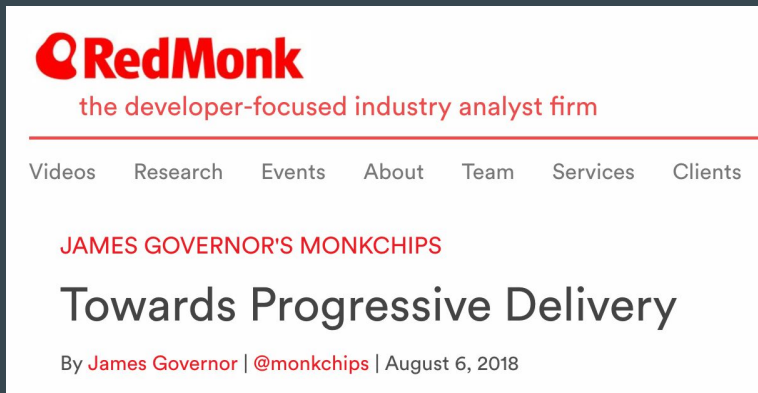 RedMonk
the developer-focused industry analyst firm
Videos Research Events About Team Services Clients
JAMES GOVERNOR'S MONKCHIPS
Towards Progressive Delivery
By James Governor | @monkchips | August 6, 2018